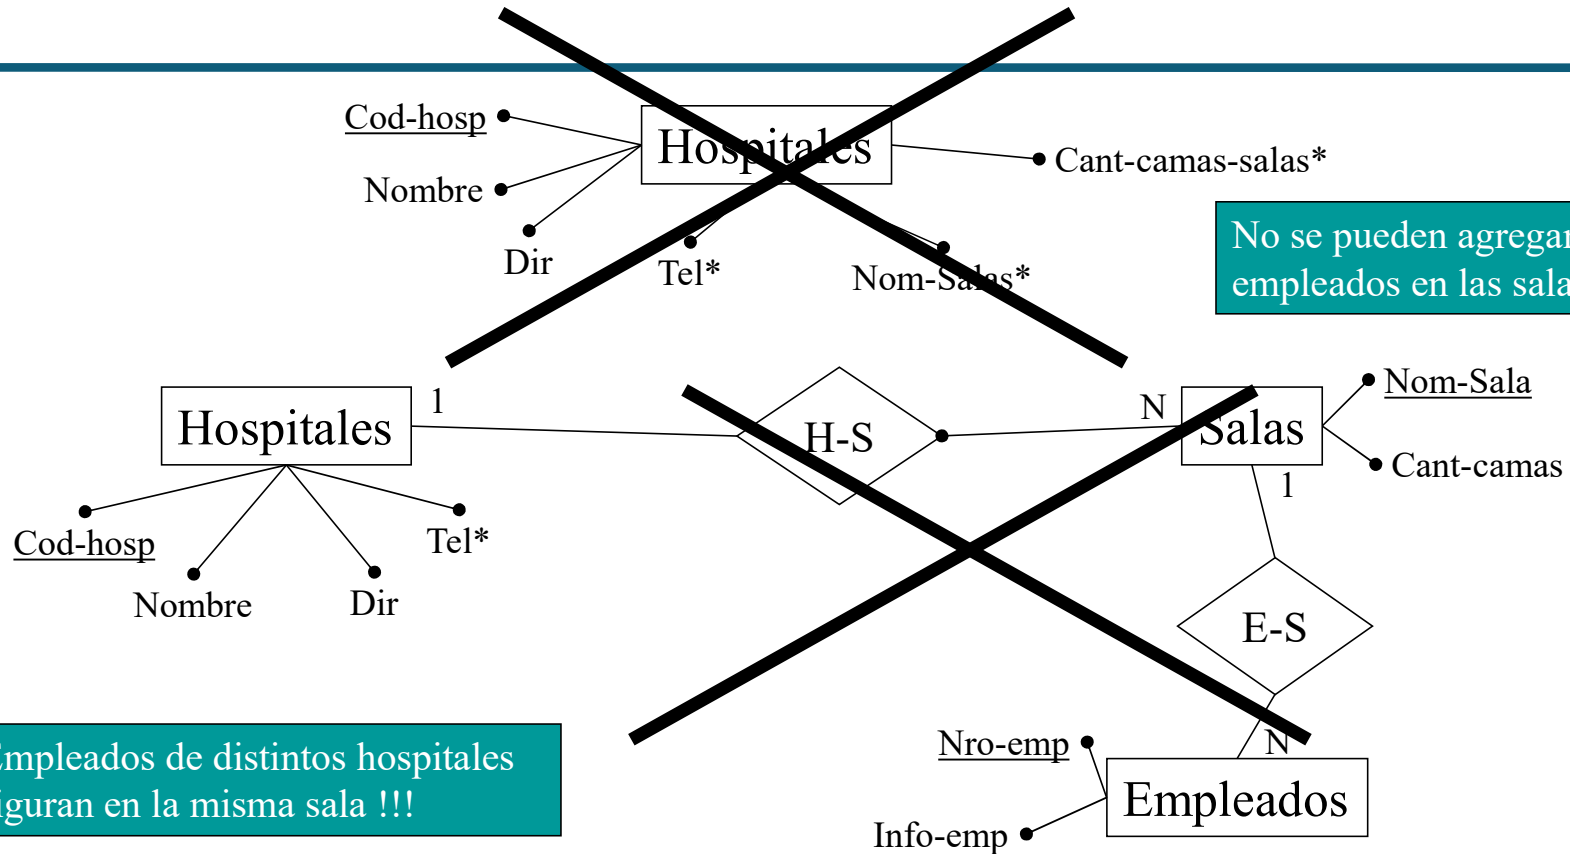 Cod-hosp
Hospitales
Cant-camas-salas*
Nombre
Dir
Tel*
Nom-Salas*
No se pueden agregar
empleados en las sala
Hospitales
1
H-S
N
Salas
Nom-Sala
Cant-camas
1
Cod-hosp
Nombre
Dir
Tel*
E-S
N
Empleados de distintos hospitales
figuran en la misma sala !!!
Nro-emp
Empleados
Info-emp